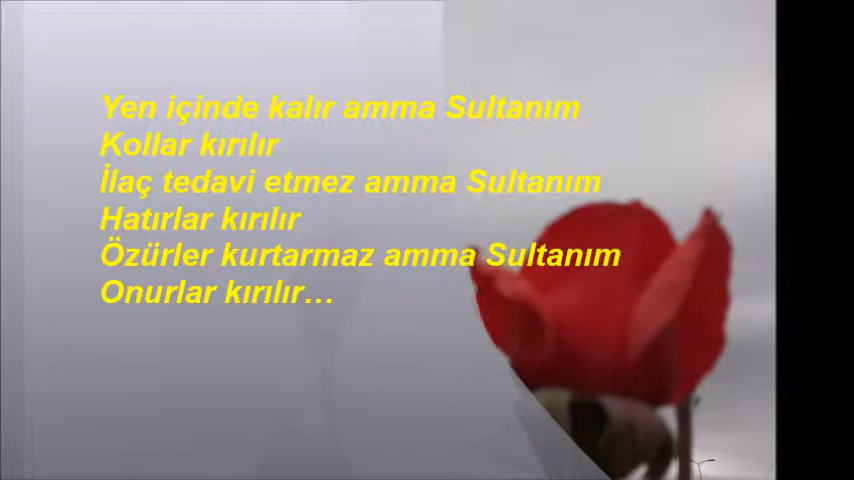 Yen içinde kalır amma Sultanım
Kollar kırılır
İlaç tedavi etmez amma Sultanım
Hatırlar kırılır
Özürler kurtarmaz amma Sultanım
Onurlar kırılır…